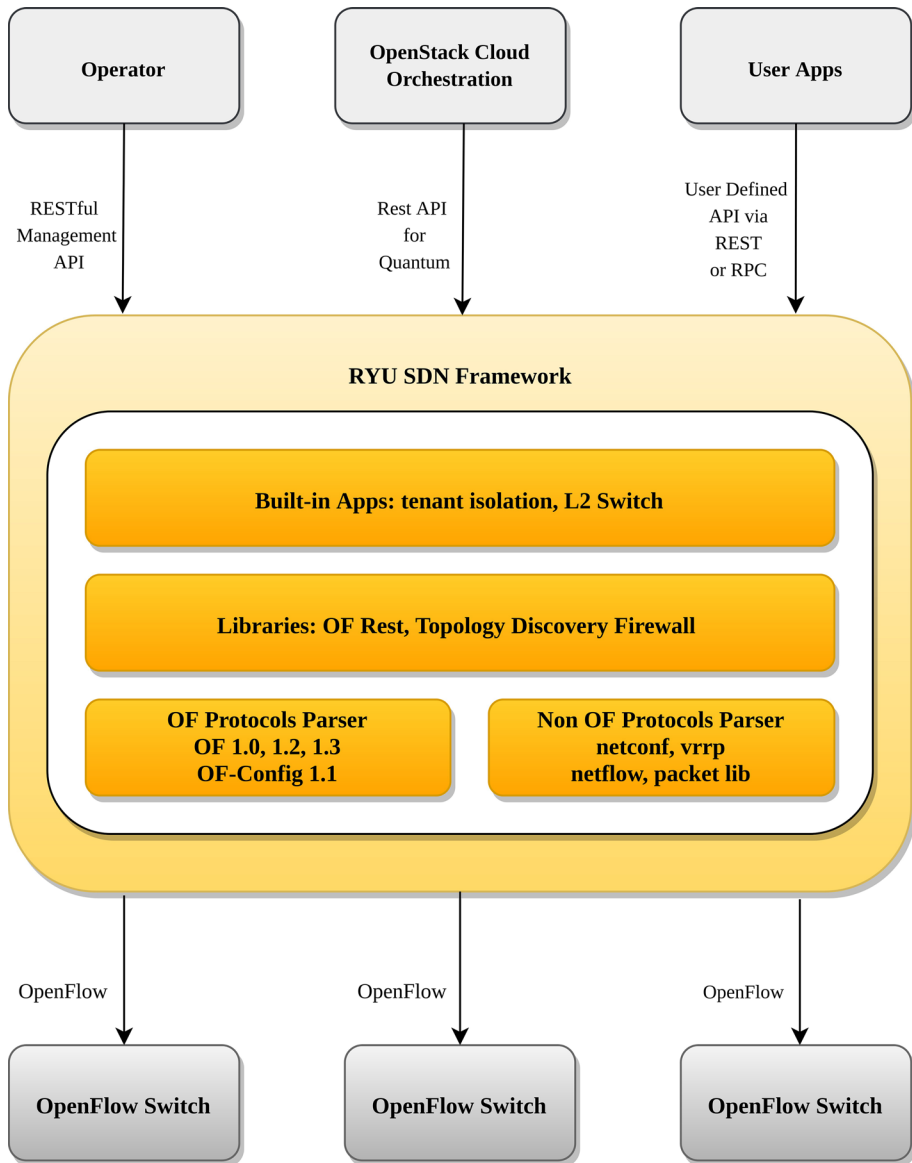 Operator
OpenStack Cloud
Orchestration
User Apps
RESTful
Management
API
Rest API
for
Quantum
User Defined
API via
REST
or RPC
RYU SDN Framework
Built-in Apps: tenant isolation, L2 Switch
Libraries: OF Rest, Topology Discovery Firewall
OF Protocols Parser
OF 1.0, 1.2, 1.3
OF-Config 1.1
Non OF Protocols Parser
netconf, vrrp
netflow, packet lib
OpenFlow
OpenFlow
OpenFlow
OpenFlow Switch
OpenFlow Switch
OpenFlow Switch